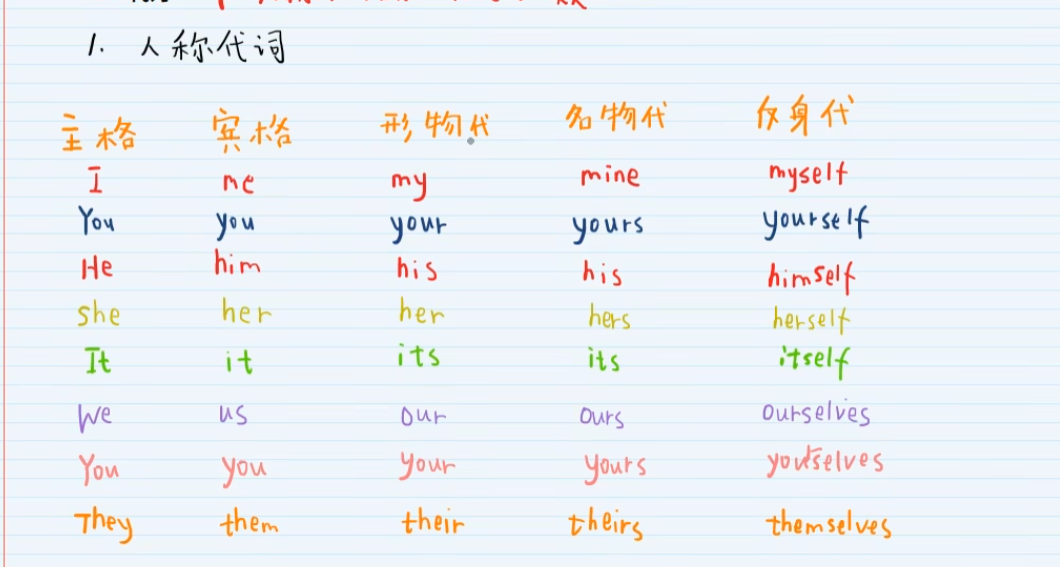 1. 人称代词
主格 宾格 形物代 名物代 反身代
I me my mine myself
You you your yours yourself
He him his his himself
She her her hers herself
It it its its itself
We us our ours ourselves
You you your yours yourselves
They them their theirs themselves